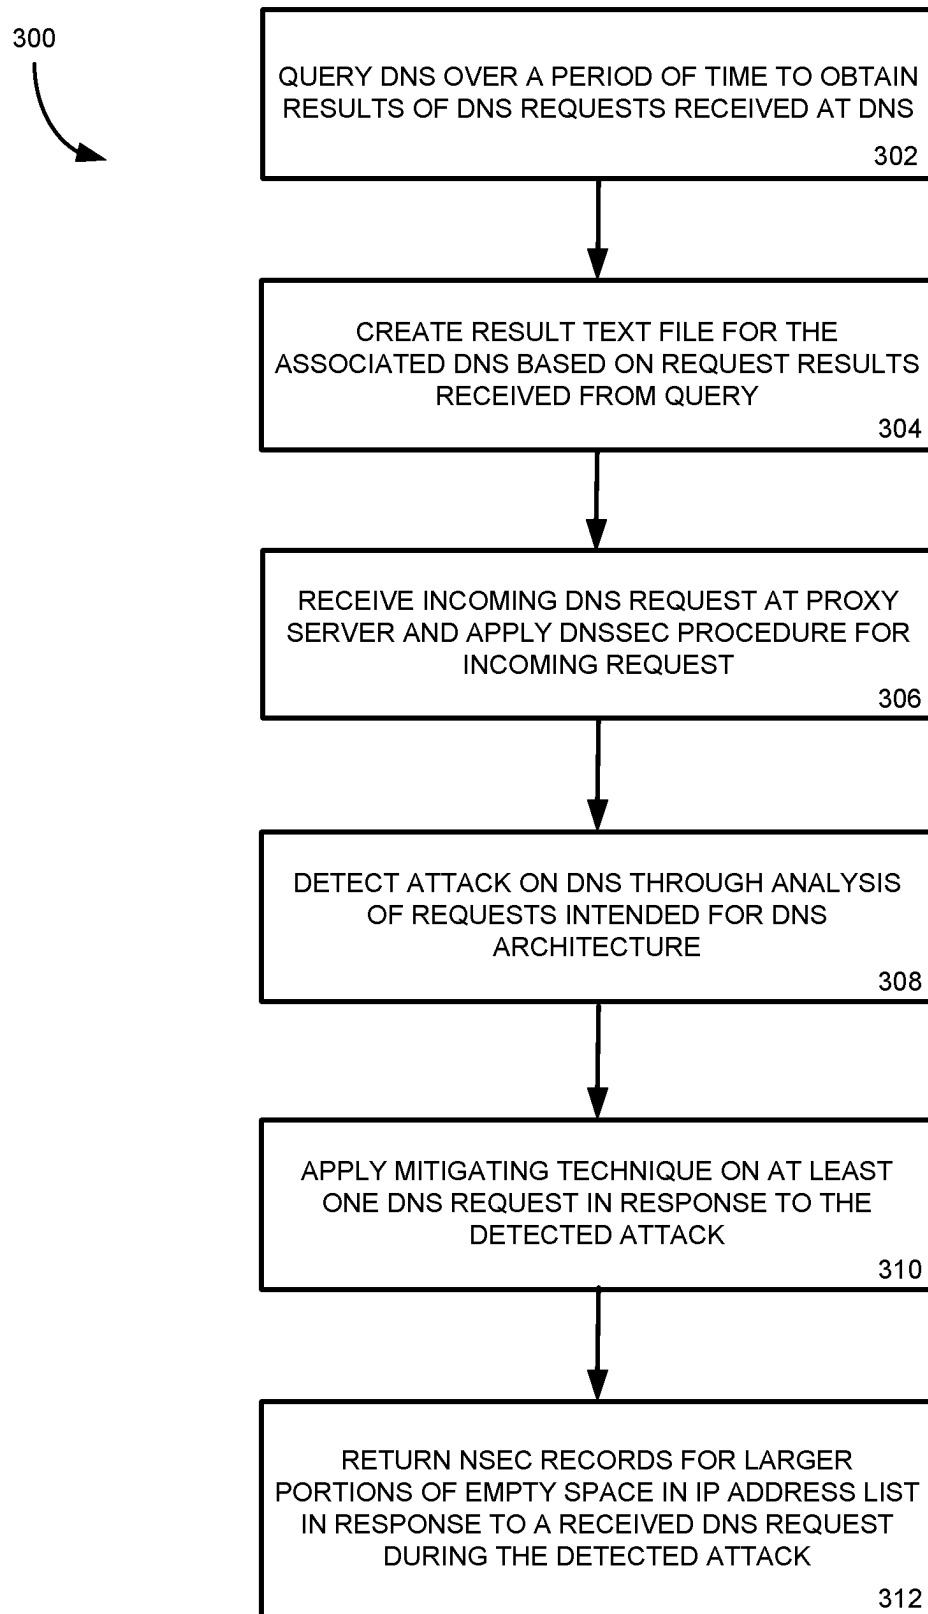 300
QUERY DNS OVER A PERIOD OF TIME TO OBTAIN
RESULTS OF DNS REQUESTS RECEIVED AT DNS
302
CREATE RESULT TEXT FILE FOR THE
ASSOCIATED DNS BASED ON REQUEST RESULTS
RECEIVED FROM QUERY
304
RECEIVE INCOMING DNS REQUEST AT PROXY
SERVER AND APPLY DNSSEC PROCEDURE FOR
INCOMING REQUEST
306
DETECT ATTACK ON DNS THROUGH ANALYSIS
OF REQUESTS INTENDED FOR DNS
ARCHITECTURE
308
APPLY MITIGATING TECHNIQUE ON AT LEAST
ONE DNS REQUEST IN RESPONSE TO THE
DETECTED ATTACK
310
RETURN NSEC RECORDS FOR LARGER
PORTIONS OF EMPTY SPACE IN IP ADDRESS LIST
IN RESPONSE TO A RECEIVED DNS REQUEST
DURING THE DETECTED ATTACK
312